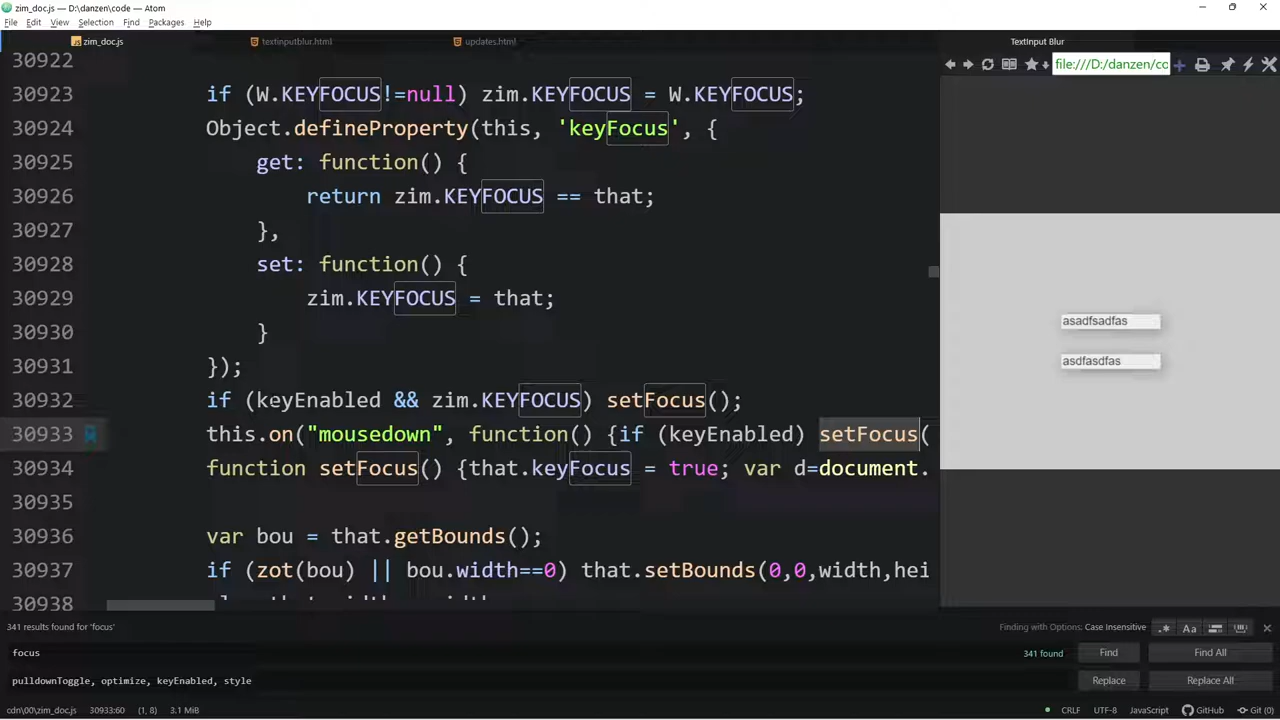 zim_doc.js — D:\danzen\code — Atom
File Edit View Selection Find Packages Help
zim_doc.js textinputblur.html updates.html TextInput Blur
file:///D:/danzen/co
30922
30923 if (W.KEYFOCUS!=null) zim.KEYFOCUS = W.KEYFOCUS;
30924 Object.defineProperty(this, 'keyFocus', {
30925 get: function() {
30926 return zim.KEYFOCUS == that;
30927 },
30928 set: function() {
30929 zim.KEYFOCUS = that;
30930 }
30931 });
30932 if (keyEnabled && zim.KEYFOCUS) setFocus();
30933 this.on("mousedown", function() {if (keyEnabled) setFocus(
30934 function setFocus() {that.keyFocus = true; var d=document.
30935
30936 var bou = that.getBounds();
30937 if (zot(bou) || bou.width==0) that.setBounds(0,0,width,hei
30938
asadfsadfas
asdfasdfas
341 results found for 'focus' Finding with Options: Case Insensitive .* Aa
focus 341 found Find Find All
pulldownToggle, optimize, keyEnabled, style Replace Replace All
cdn\00\zim_doc.js 30933:60 (1, 8) 3.1 MiB CRLF UTF-8 JavaScript GitHub Git (0)